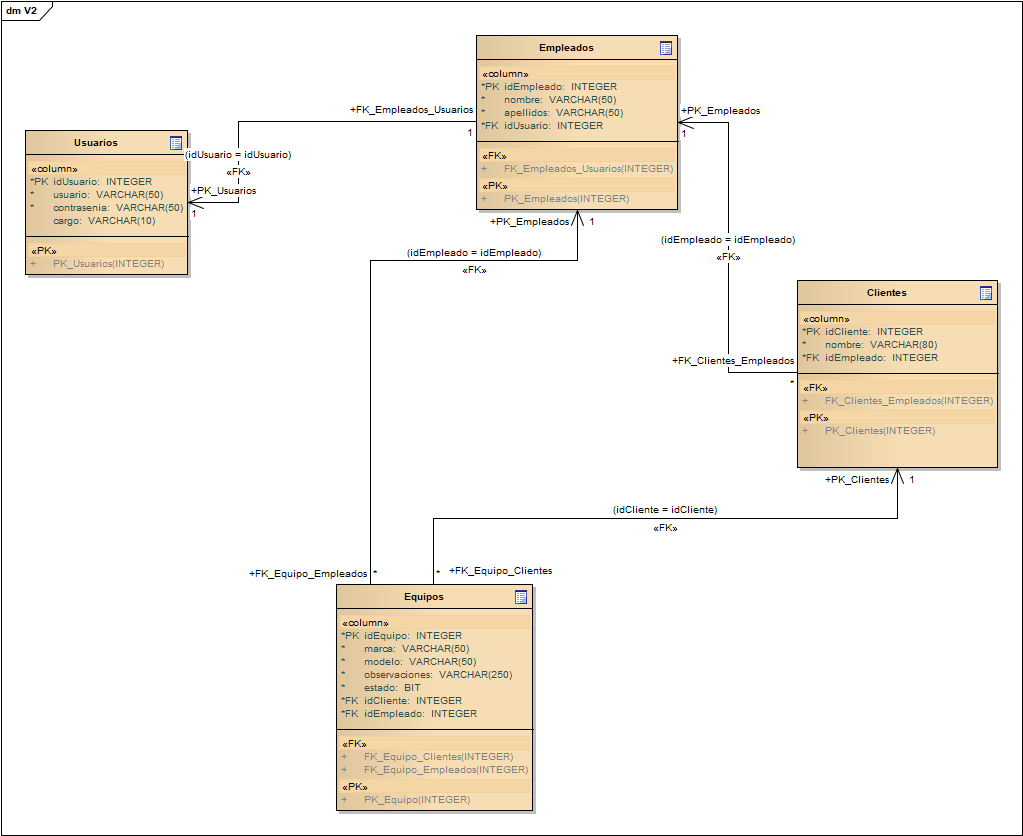 dm V2
Empleados
«column»
*PK idEmpleado: INTEGER
* nombre: VARCHAR(50)
* apellidos: VARCHAR(50)
*FK idUsuario: INTEGER
«FK»
+ FK_Empleados_Usuarios(INTEGER)
«PK»
+ PK_Empleados(INTEGER)
+FK_Empleados_Usuarios
1
(idUsuario = idUsuario)
«FK»
+PK_Usuarios
1
Usuarios
«column»
*PK idUsuario: INTEGER
* usuario: VARCHAR(50)
* contrasenia: VARCHAR(50)
cargo: VARCHAR(10)
«PK»
+ PK_Usuarios(INTEGER)
+PK_Empleados
1
(idEmpleado = idEmpleado)
«FK»
+FK_Clientes_Empleados
*
+PK_Empleados
1
(idEmpleado = idEmpleado)
«FK»
Clientes
«column»
*PK idCliente: INTEGER
* nombre: VARCHAR(80)
*FK idEmpleado: INTEGER
«FK»
+ FK_Clientes_Empleados(INTEGER)
«PK»
+ PK_Clientes(INTEGER)
+PK_Clientes
1
(idCliente = idCliente)
«FK»
+FK_Equipo_Empleados
*
* +FK_Equipo_Clientes
Equipos
«column»
*PK idEquipo: INTEGER
* marca: VARCHAR(50)
* modelo: VARCHAR(50)
* observaciones: VARCHAR(250)
* estado: BIT
*FK idCliente: INTEGER
*FK idEmpleado: INTEGER
«FK»
+ FK_Equipo_Clientes(INTEGER)
+ FK_Equipo_Empleados(INTEGER)
«PK»
+ PK_Equipo(INTEGER)